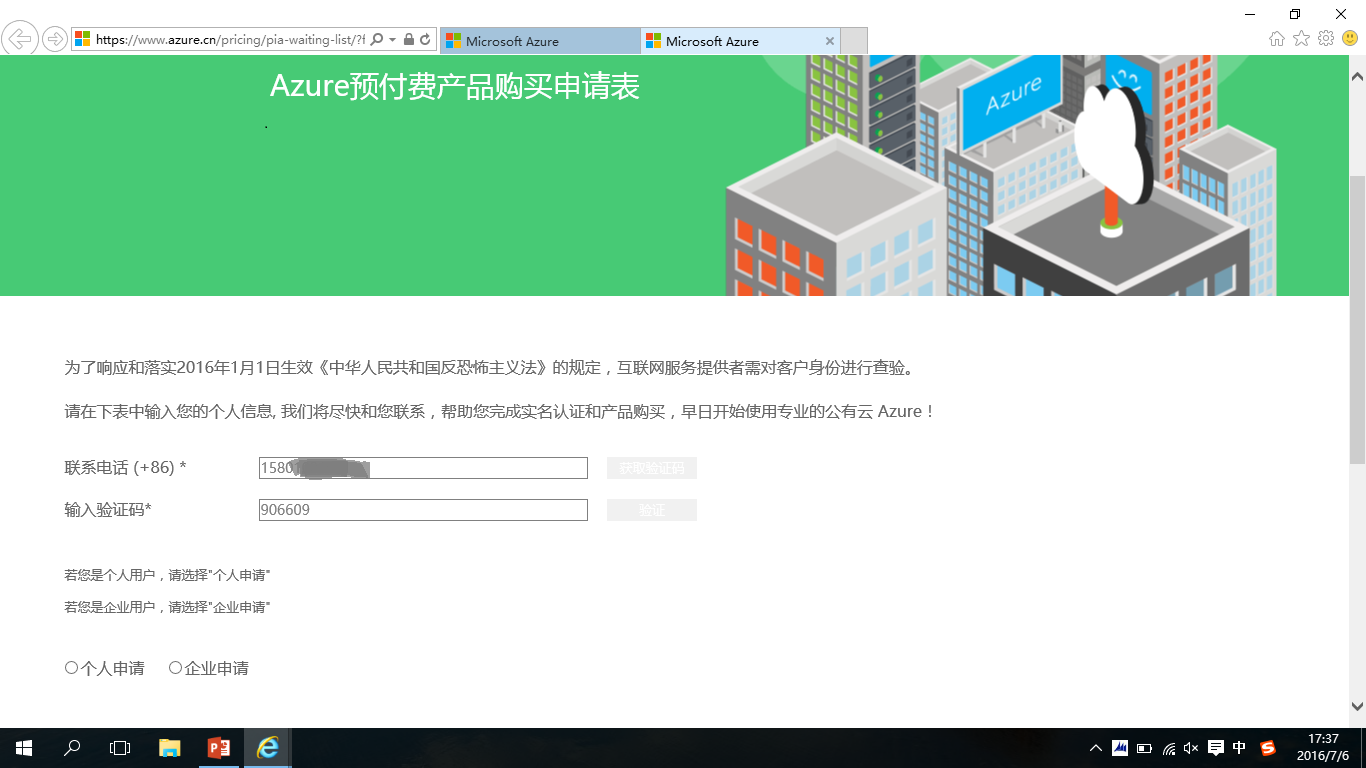 https://www.azure.cn/pricing/pia-waiting-list/?f
Microsoft Azure
Microsoft Azure
Azure预付费产品购买申请表
Azure
为了响应和落实2016年1月1日生效《中华人民共和国反恐怖主义法》的规定，互联网服务提供者需对客户身份进行查验。
请在下表中输入您的个人信息, 我们将尽快和您联系，帮助您完成实名认证和产品购买，早日开始使用专业的公有云 Azure！
联系电话 (+86) *
1580
获取验证码
输入验证码*
906609
验证
若您是个人用户，请选择"个人申请"
若您是企业用户，请选择"企业申请"
个人申请 企业申请
中
17:37
2016/7/6